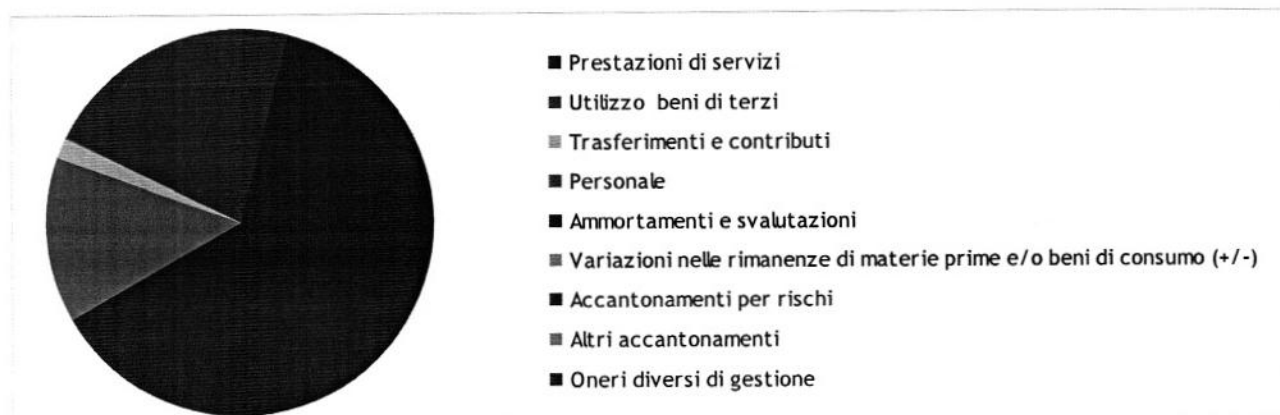 Prestazioni di servizi
Utilizzo beni di terzi
Trasferimenti e contributi
Personale
Ammortamenti e svalutazioni
Variazioni nelle rimanenze di materie prime e/o beni di consumo (+/-)
Accantonamenti per rischi
Altri accantonamenti
Oneri diversi di gestione